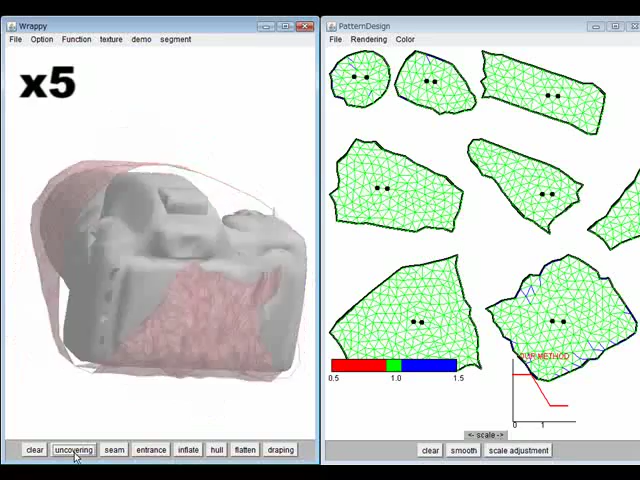 Wrappy
File Option Function texture demo segment
x5
clear uncovering seam entrance inflate hull flatten draping
PatternDesign
File Rendering Color
0.5 1.0 1.5
OUR METHOD
0 1
<- scale ->
clear smooth scale adjustment